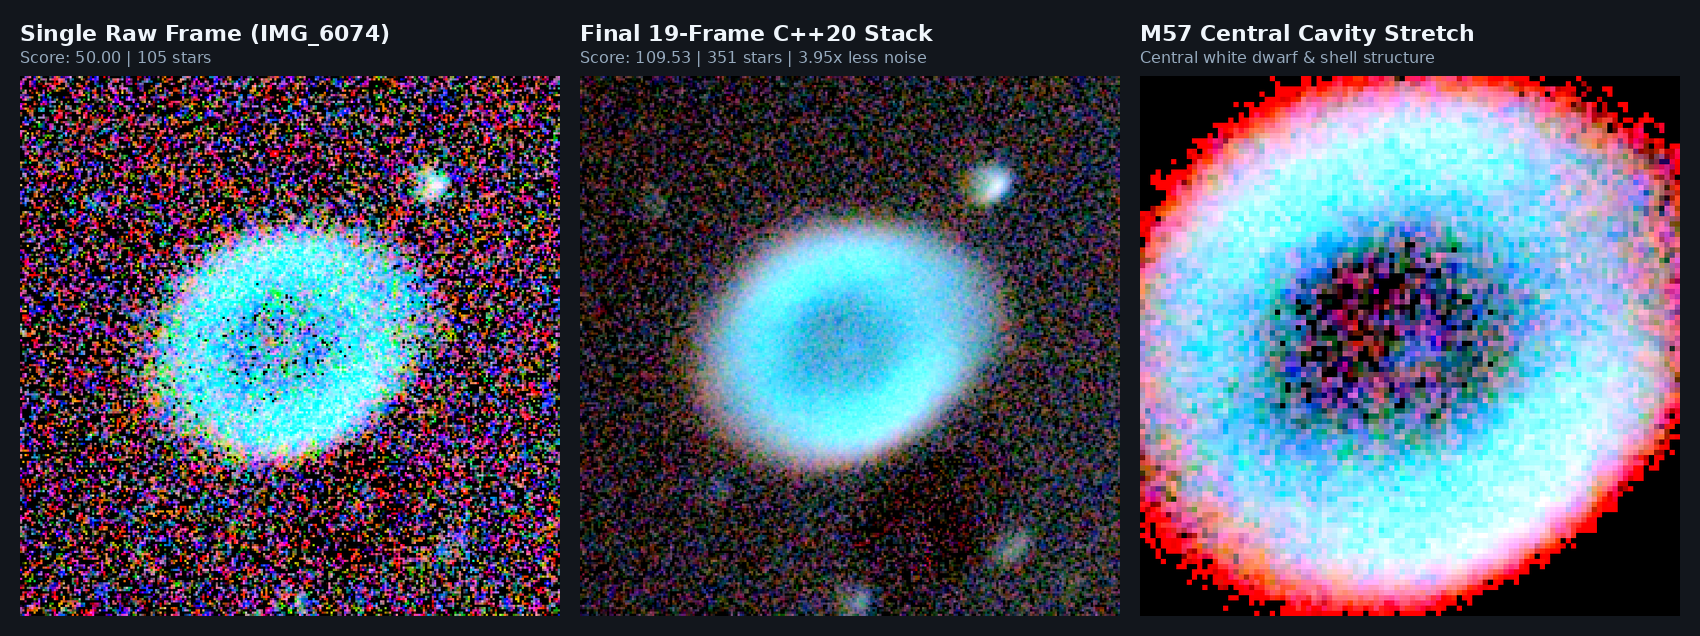 Single Raw Frame (IMG_6074)
Score: 50.00 | 105 stars
Final 19-Frame C++20 Stack
Score: 109.53 | 351 stars | 3.95x less noise
M57 Central Cavity Stretch
Central white dwarf & shell structure